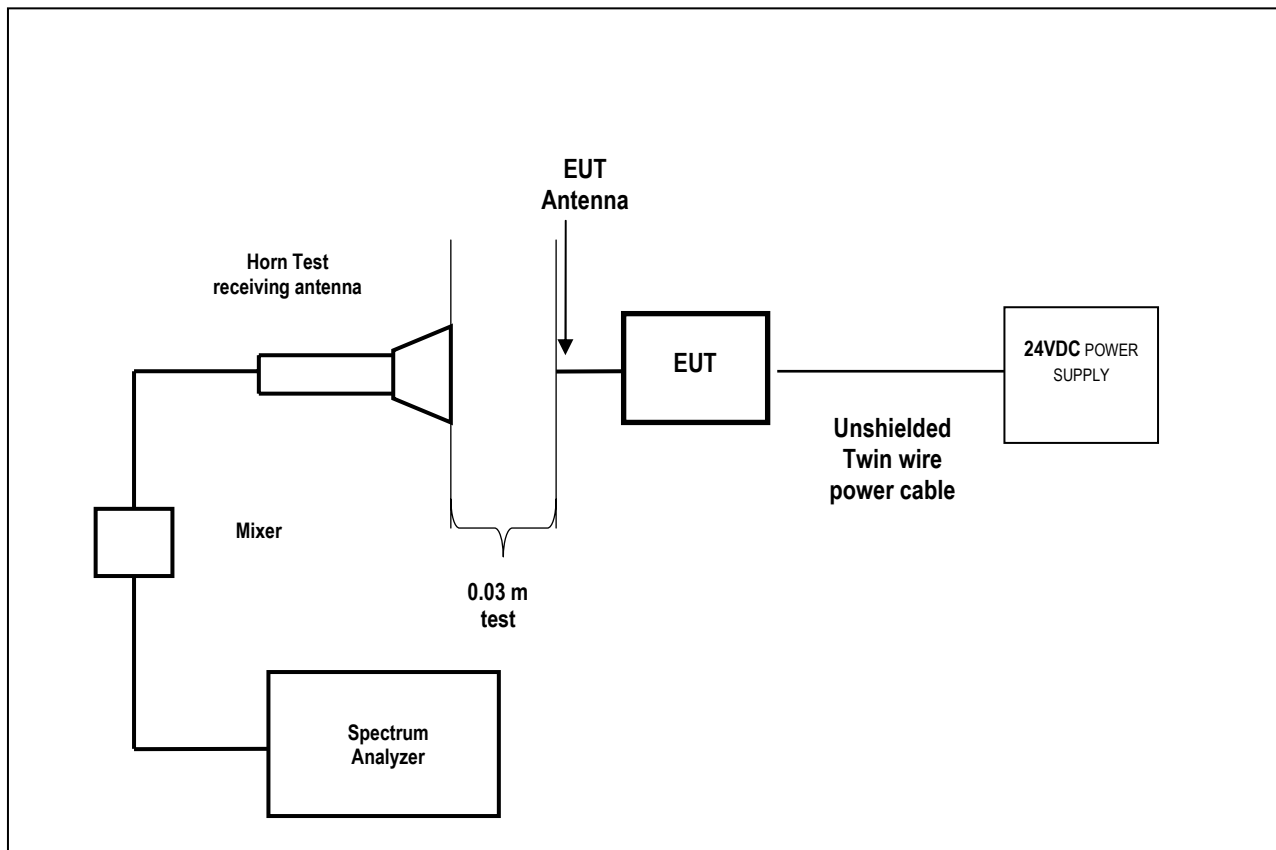 EUT
Antenna
Horn Test
receiving antenna
EUT
24VDC POWER
SUPPLY
Unshielded
Twin wire
power cable
Mixer
0.03 m
test
Spectrum
Analyzer